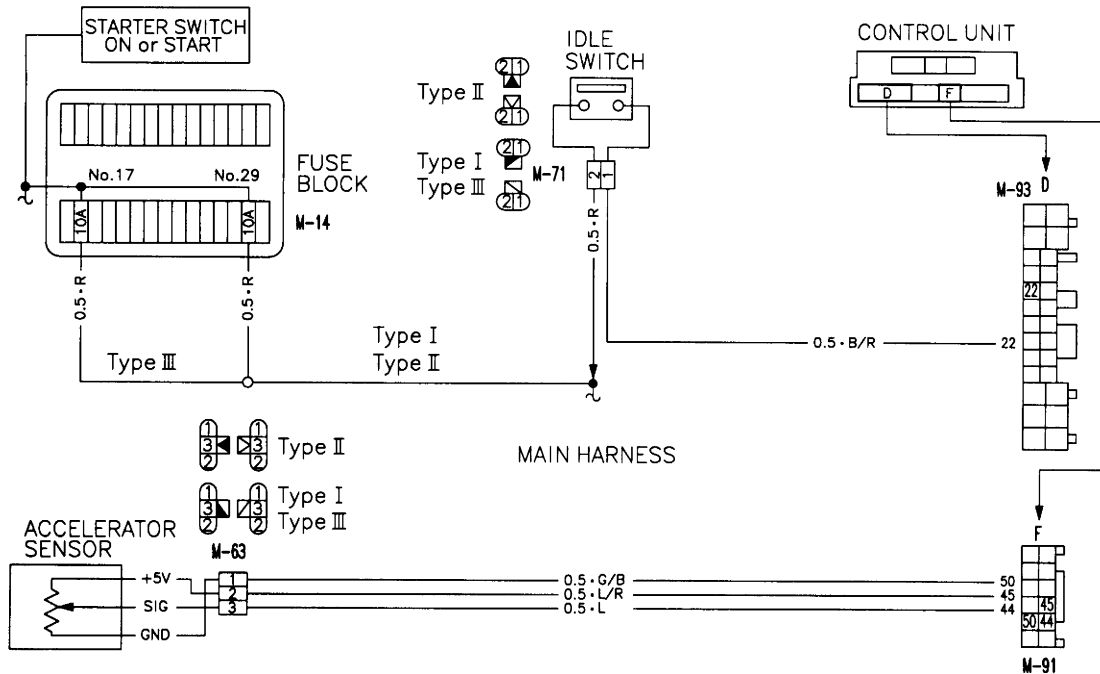 STARTER SWITCH
ON or START
FUSE
BLOCK
No.17
No.29
10A
10A
M-14
0.5・R
0.5・R
Type Ⅲ
Type Ⅰ
Type Ⅱ
Type Ⅱ
2 1
2 1
Type Ⅰ
Type Ⅲ
2 1
2 1
M-71
IDLE
SWITCH
2 1
0.5・R
0.5・B/R
22
CONTROL UNIT
D
F
M-93
D
22
MAIN HARNESS
1
3
2
1
3
2
Type Ⅱ
1
3
2
1
3
2
Type Ⅰ
Type Ⅲ
ACCELERATOR
SENSOR
M-63
+5V
SIG
GND
1
2
3
0.5・G/B
0.5・L/R
0.5・L
50
45
44
F
45
50 44
M-91